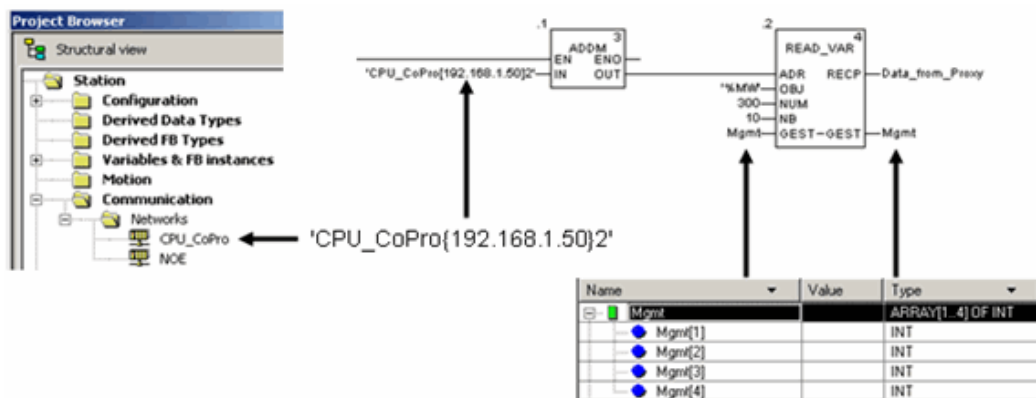 Project Browser
Structural view
Station
Configuration
Derived Data Types
Derived FB Types
Variables & FB instances
Motion
Communication
Networks
CPU_CoPro
NOE
.1
3
ADDM
EN ENO
'CPU_CoPro[192.168.1.50]2' IN OUT
.2
4
READ_VAR
ADR RECP Data_from_Proxy
'%MW' OBJ
300 NUM
10 NB
Mgmt GEST-GEST Mgmt
'CPU_CoPro{192.168.1.50}2'
Name Value Type
Mgmt ARRAY[1..4] OF INT
Mgmt[1] INT
Mgmt[2] INT
Mgmt[3] INT
Mgmt[4] INT